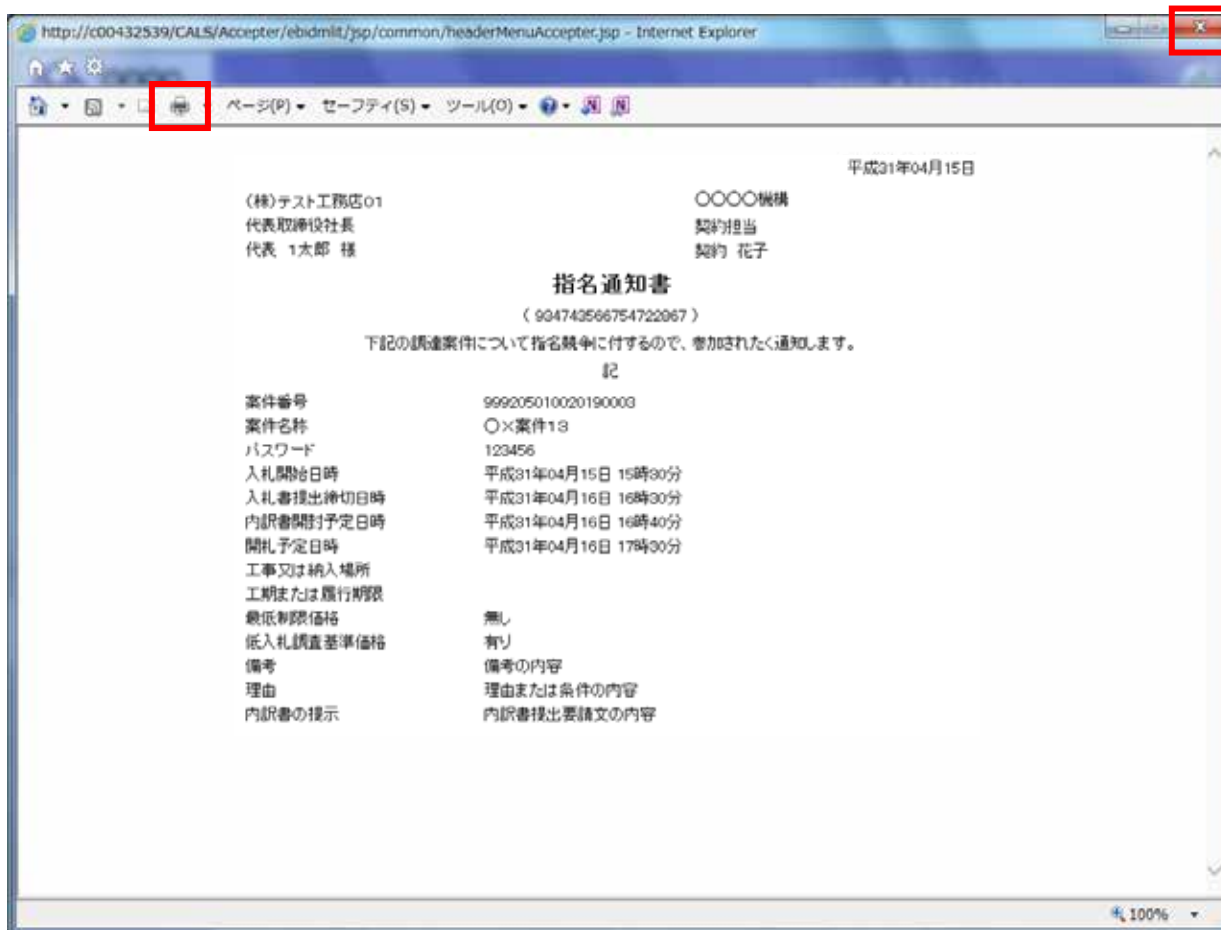 http://c00432539/CALS/Accepter/ebidmlit/jsp/common/headerMenuAccepter.jsp - Internet Explorer
ページ(P) セーフティ(S) ツール(O)
平成31年04月15日
(株)テスト工務店01 〇〇〇〇機構
代表取締役社長 契約担当
代表 1太郎 様 契約 花子
指名通知書
( 934743566754722867 )
下記の調達案件について指名競争に付するので、参加されたく通知します。
記
案件番号 999205010020190003
案件名称 〇×案件13
パスワード 123456
入札開始日時 平成31年04月15日 15時30分
入札書提出締切日時 平成31年04月16日 16時30分
内訳書開封予定日時 平成31年04月16日 16時40分
開札予定日時 平成31年04月16日 17時30分
工事又は納入場所
工期または履行期限
最低制限価格 無し
低入札調査基準価格 有り
備考 備考の内容
理由 理由または条件の内容
内訳書の提示 内訳書提出要請文の内容
100%